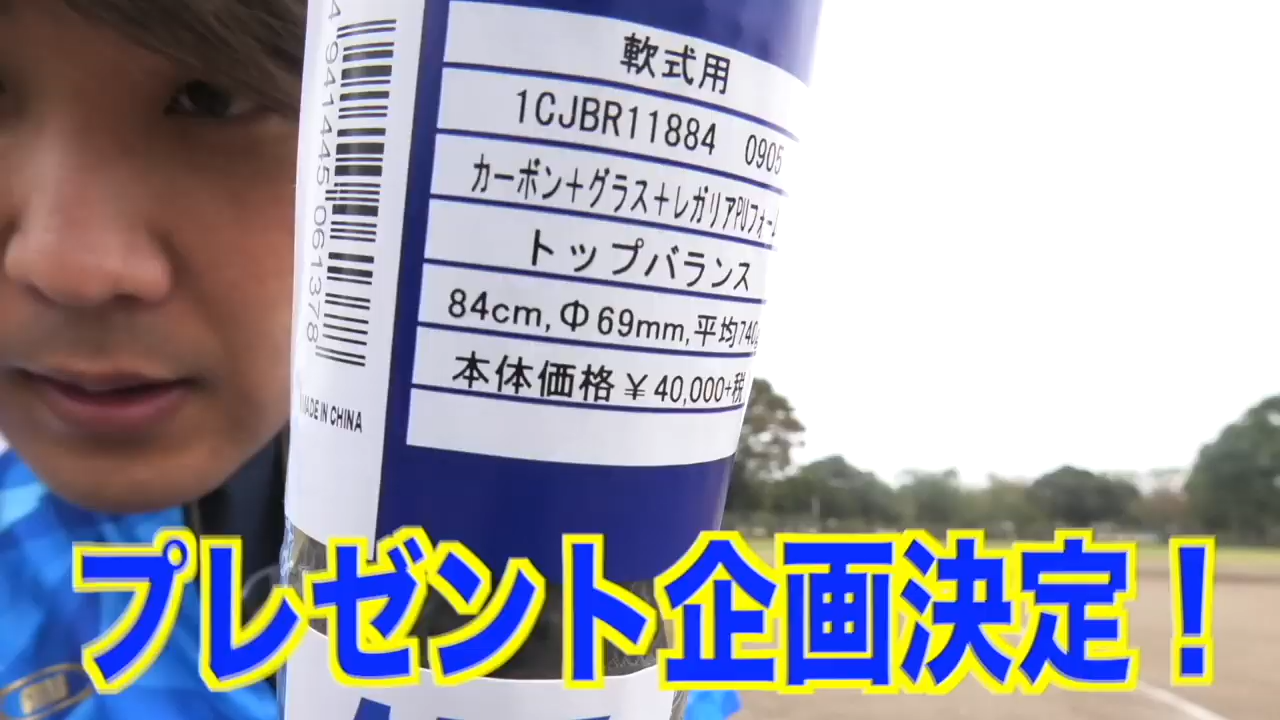 軟式用
1CJBR11884 0905
カーボン+グラス+レガリアPUフォー
トップバランス
84cm,Φ69mm,平均740g
本体価格￥40,000+税
4941445 061378
MADE IN CHINA
プレゼント企画決定！